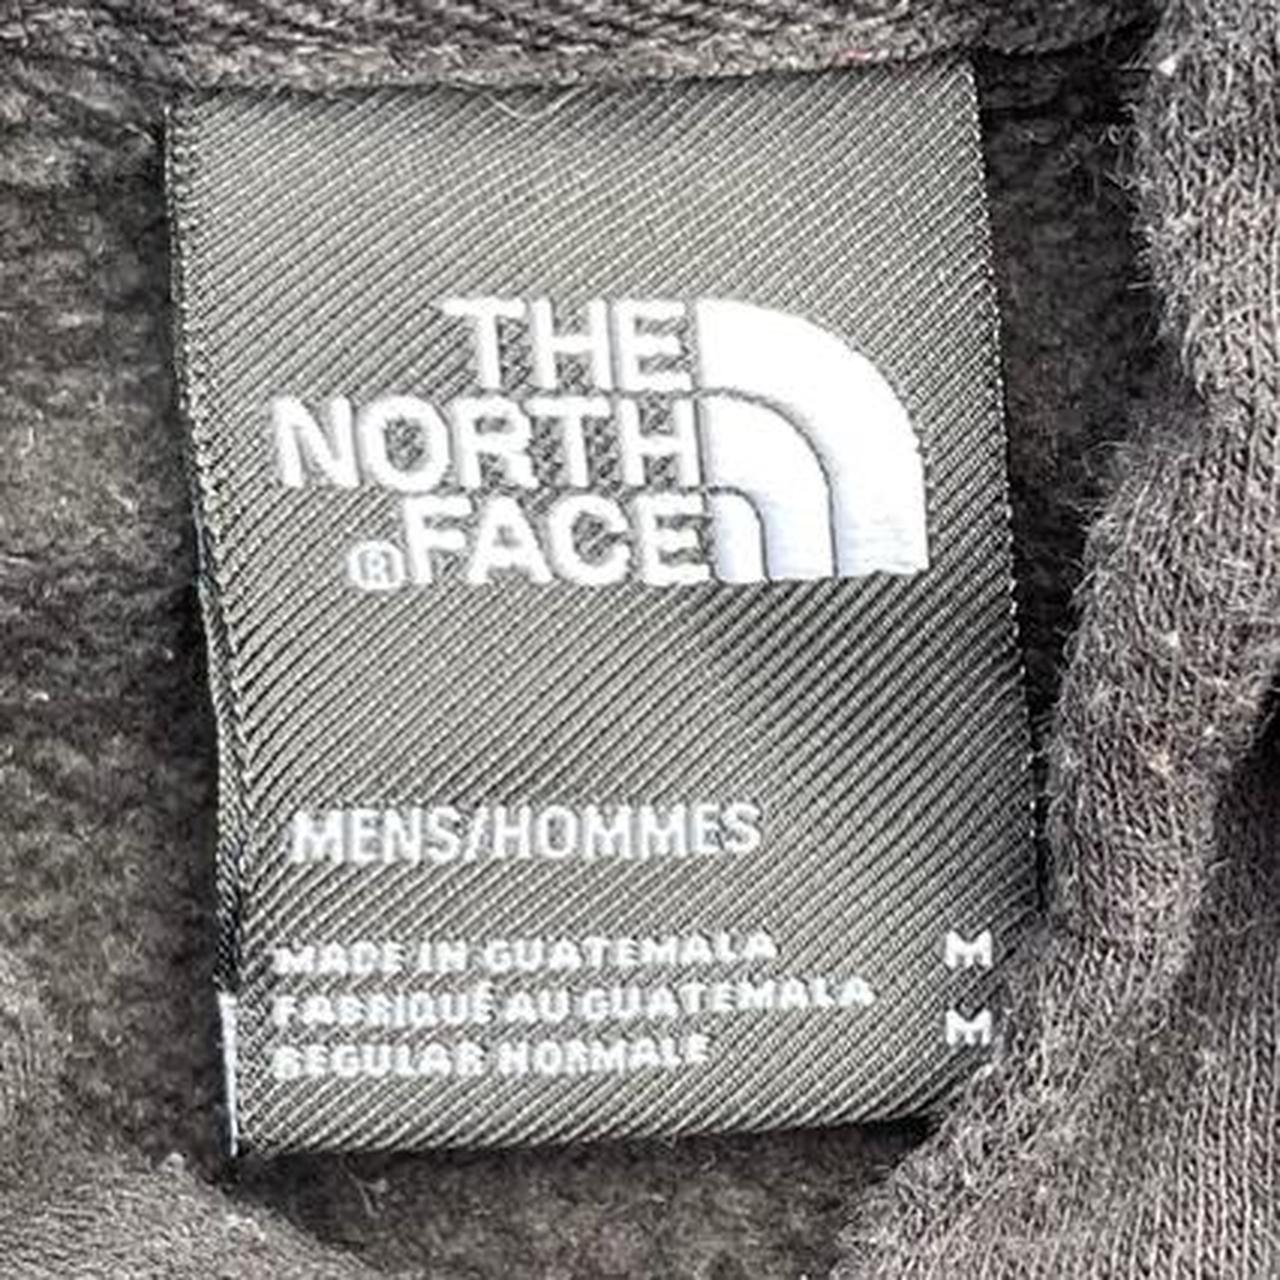 THE
NORTH
®FACE
MENS/HOMMES
MADE IN GUATEMALA M
FABRIQUÉ AU GUATEMALA M
REGULAR NORMALE